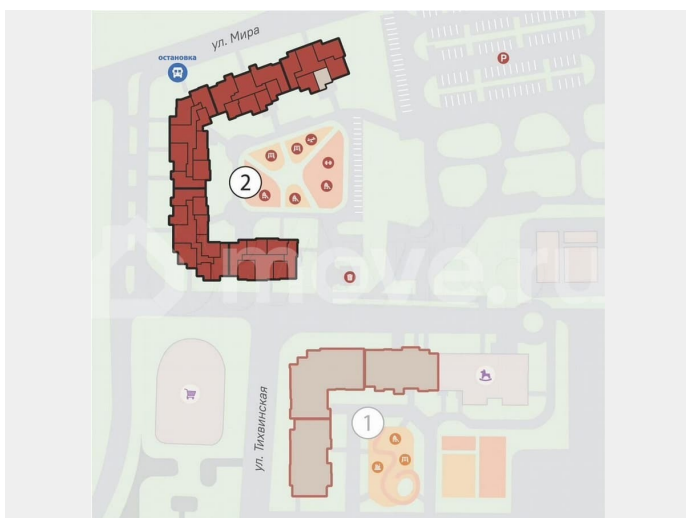 ул. Мира
остановка
P
2
move.ru
1
ул. Тихвинская